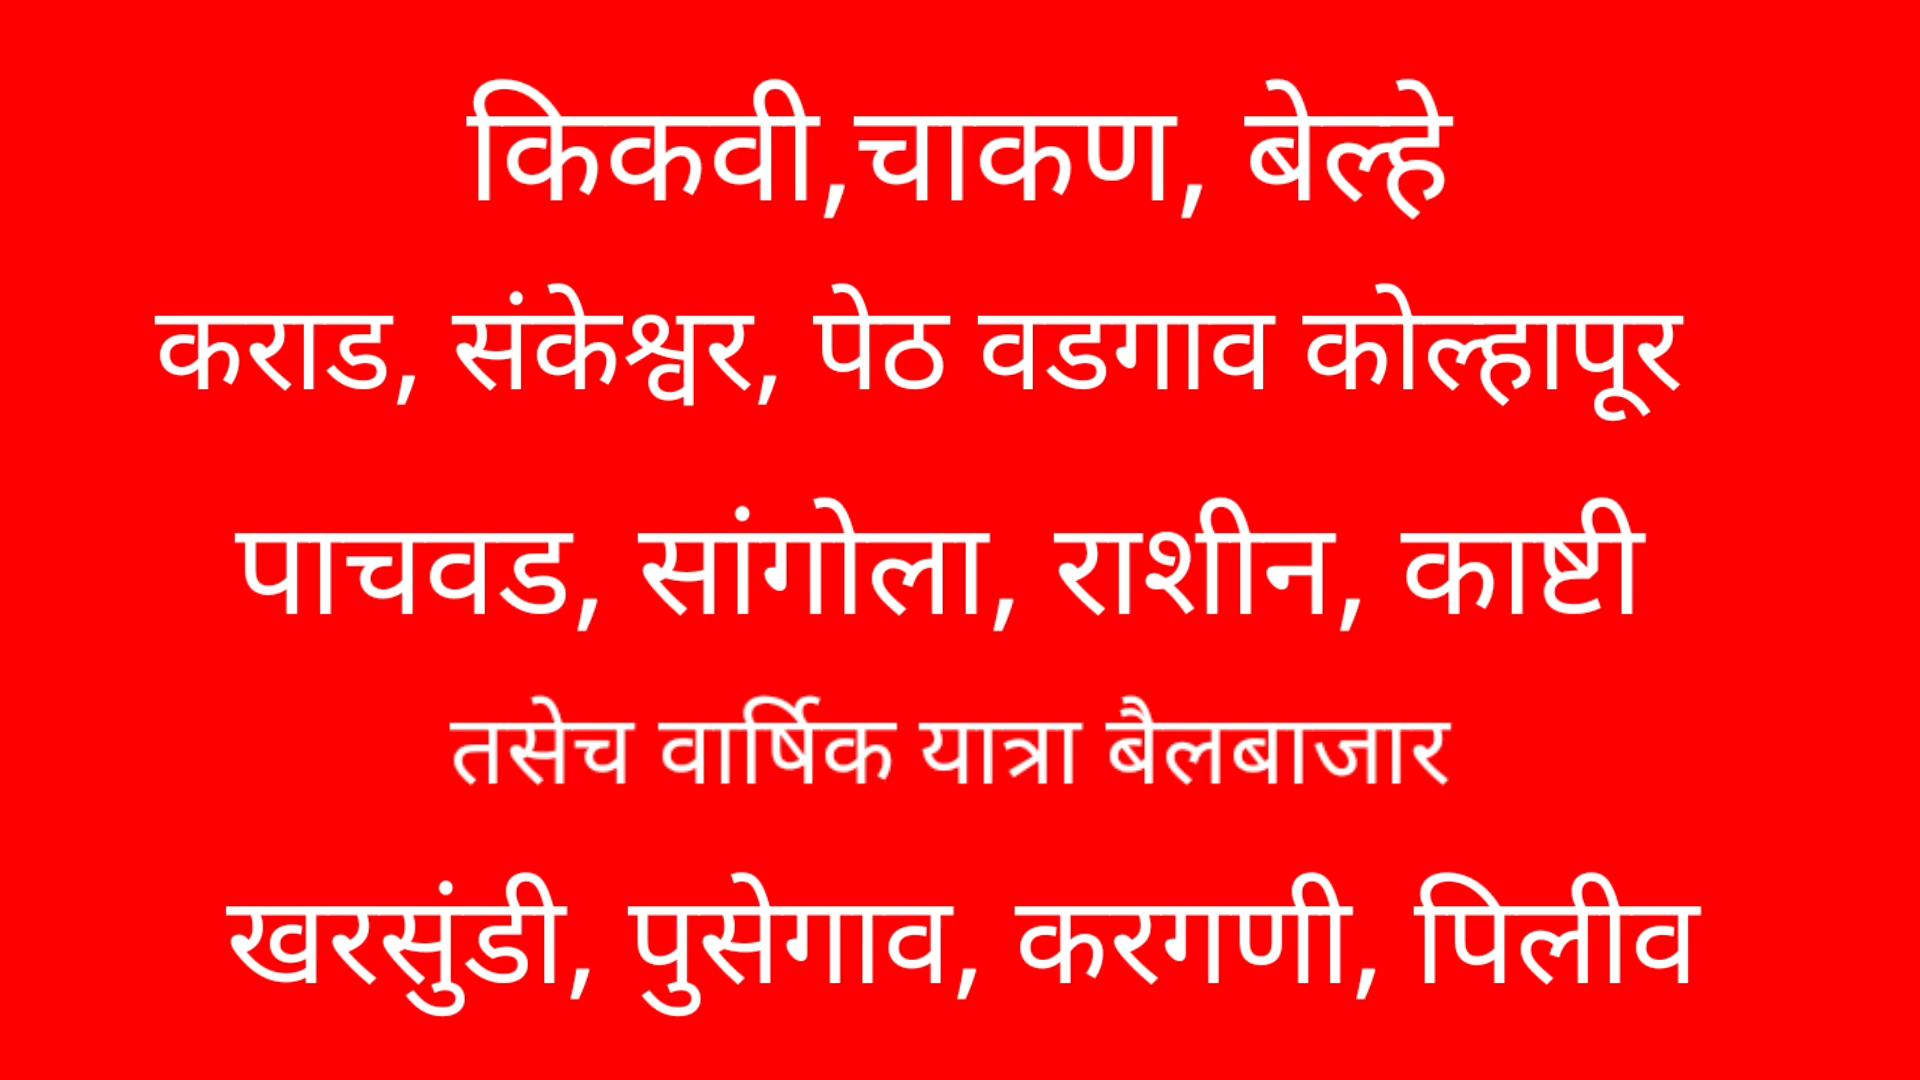 किकवी,चाकण, बेल्हे
कराड, संकेश्वर, पेठ वडगाव कोल्हापूर
पाचवड, सांगोला, राशीन, काष्टी
तसेच वार्षिक यात्रा बैलबाजार
खरसुंडी, पुसेगाव, करगणी, पिलीव